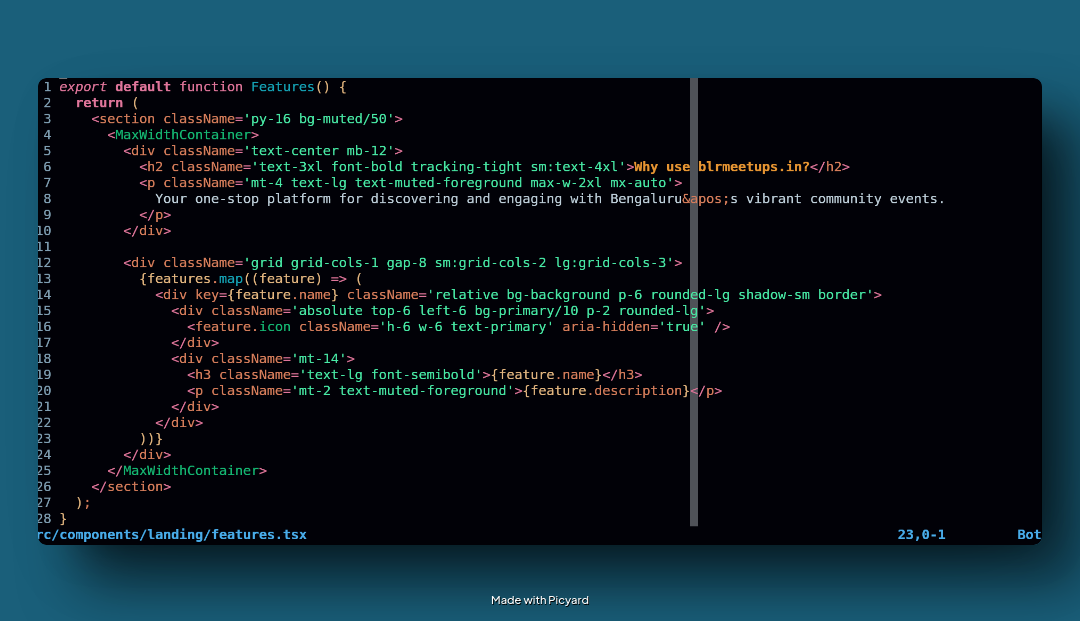 1 export default function Features() {
2   return (
3     <section className='py-16 bg-muted/50'>
4       <MaxWidthContainer>
5         <div className='text-center mb-12'>
6           <h2 className='text-3xl font-bold tracking-tight sm:text-4xl'>Why use blrmeetups.in?</h2>
7           <p className='mt-4 text-lg text-muted-foreground max-w-2xl mx-auto'>
8             Your one-stop platform for discovering and engaging with Bengaluru&apos;s vibrant community events.
9           </p>
10         </div>
11
12         <div className='grid grid-cols-1 gap-8 sm:grid-cols-2 lg:grid-cols-3'>
13           {features.map((feature) => (
14             <div key={feature.name} className='relative bg-background p-6 rounded-lg shadow-sm border'>
15               <div className='absolute top-6 left-6 bg-primary/10 p-2 rounded-lg'>
16                 <feature.icon className='h-6 w-6 text-primary' aria-hidden='true' />
17               </div>
18               <div className='mt-14'>
19                 <h3 className='text-lg font-semibold'>{feature.name}</h3>
20                 <p className='mt-2 text-muted-foreground'>{feature.description}</p>
21               </div>
22             </div>
23           ))}
24         </div>
25       </MaxWidthContainer>
26     </section>
27   );
28 }
rc/components/landing/features.tsx 23,0-1 Bot
Made with Picyard